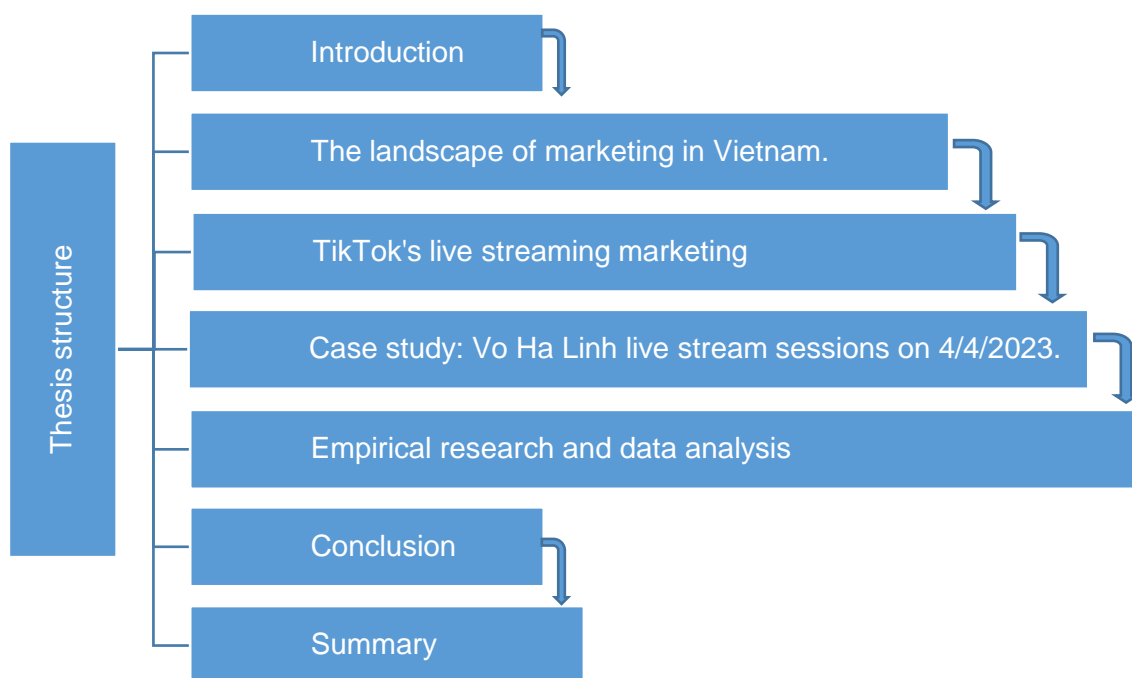 Thesis structure
Introduction
The landscape of marketing in Vietnam.
TikTok's live streaming marketing
Case study: Vo Ha Linh live stream sessions on 4/4/2023.
Empirical research and data analysis
Conclusion
Summary